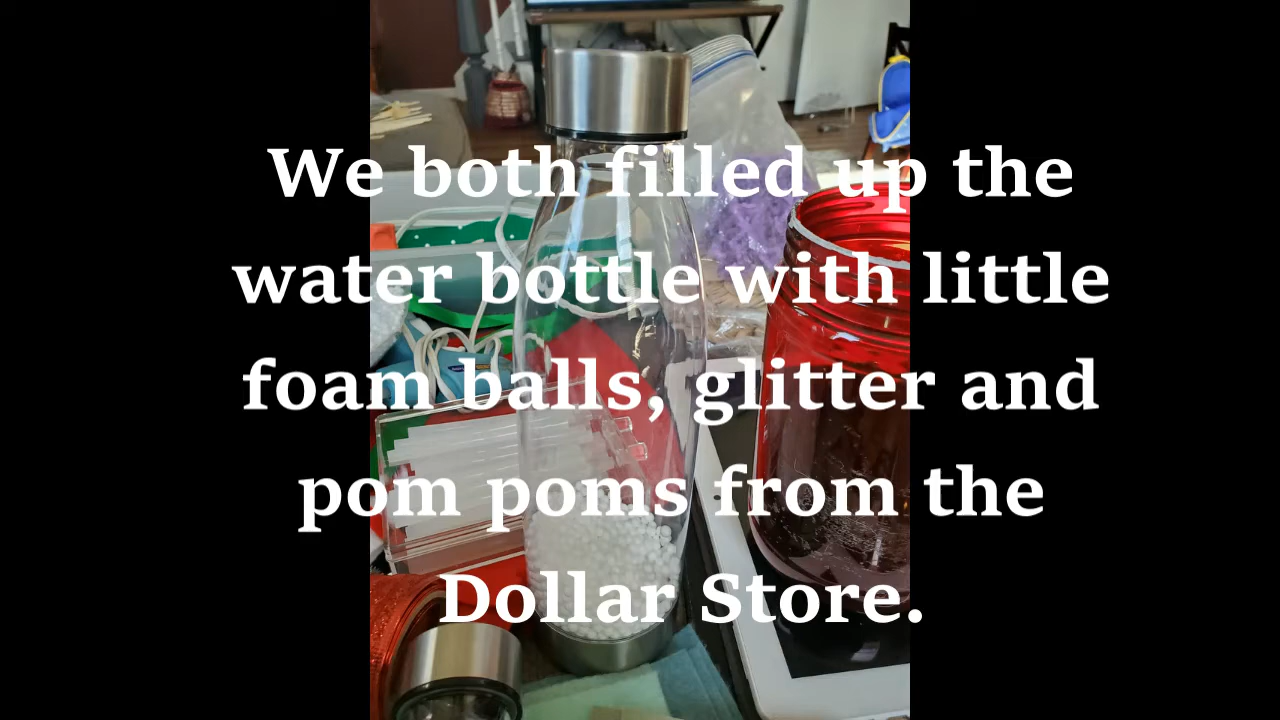 We both filled up the
water bottle with little
foam balls, glitter and
pom poms from the
Dollar Store.